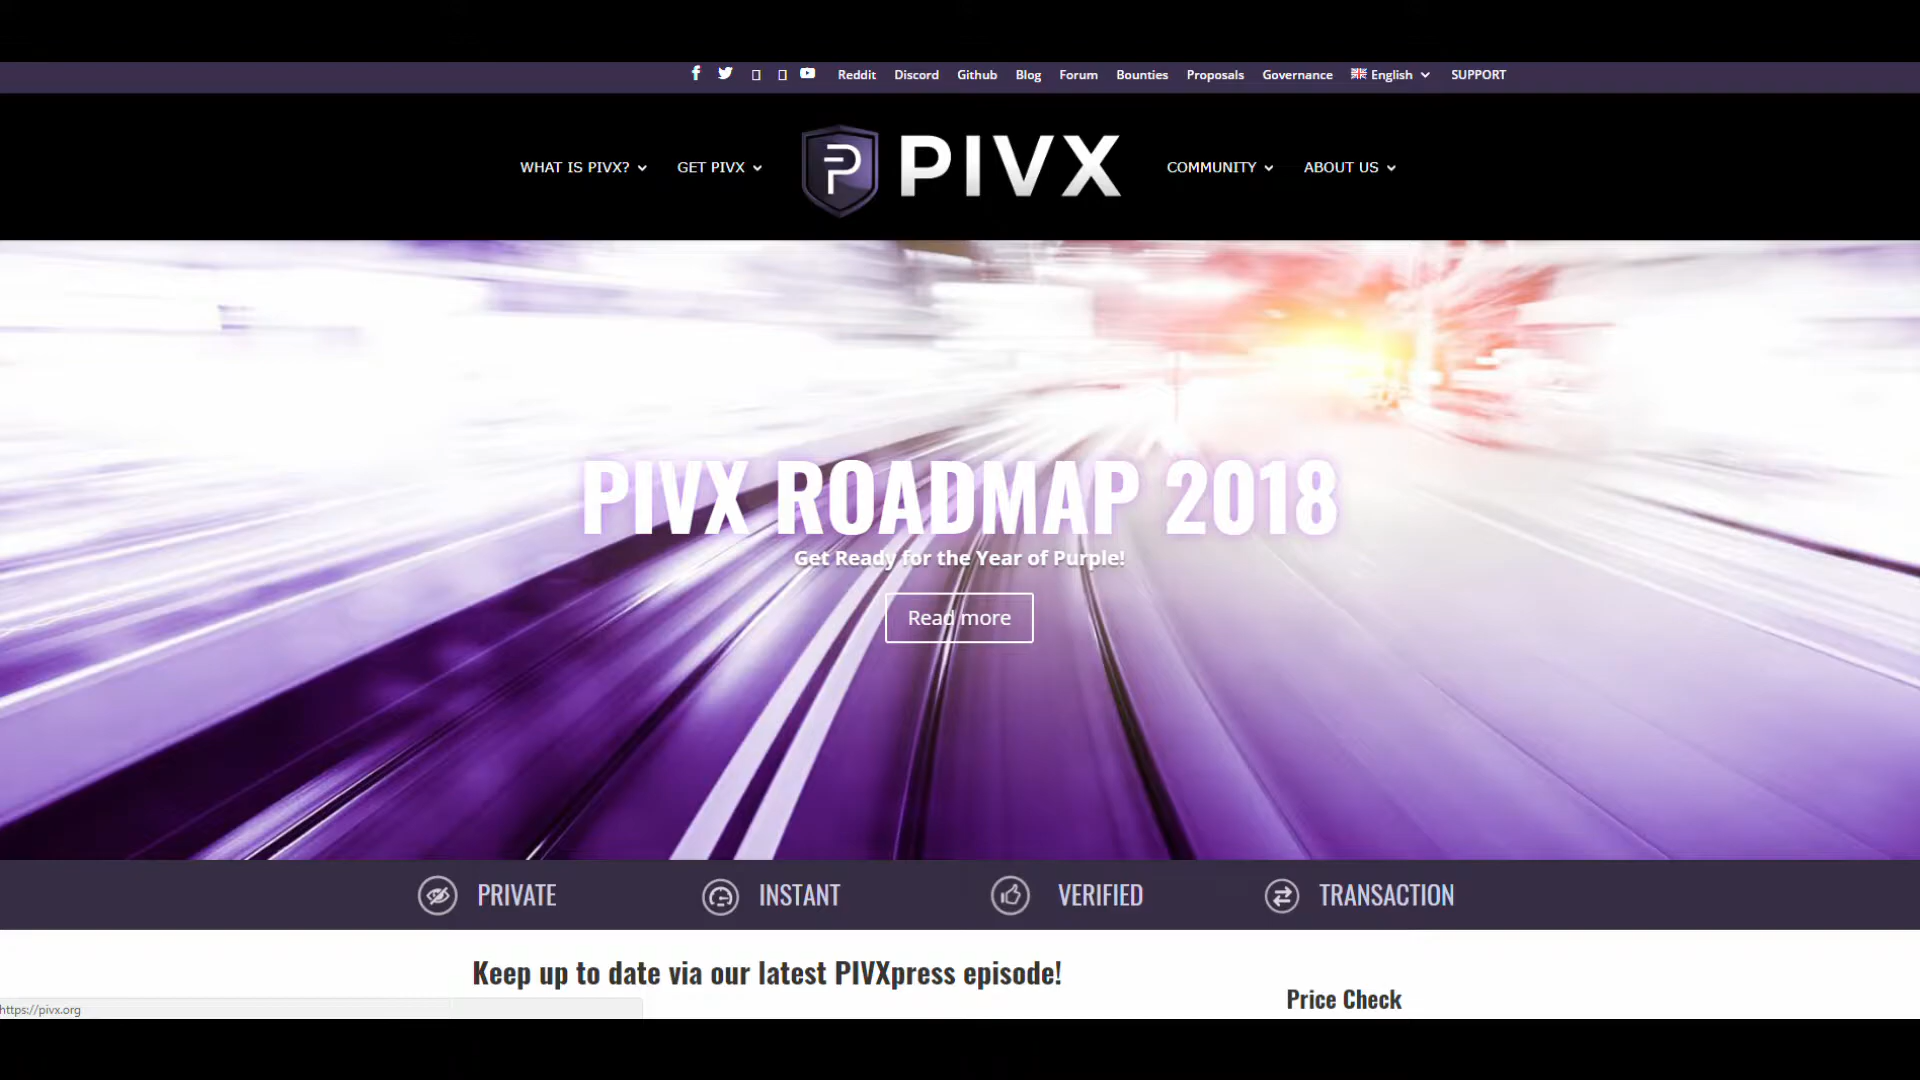 Reddit Discord Github Blog Forum Bounties Proposals Governance English SUPPORT
WHAT IS PIVX? GET PIVX P PIVX COMMUNITY ABOUT US
PIVX ROADMAP 2018
Get Ready for the Year of Purple!
Read more
PRIVATE INSTANT VERIFIED TRANSACTION
Keep up to date via our latest PIVXpress episode!
Price Check
https://pivx.org